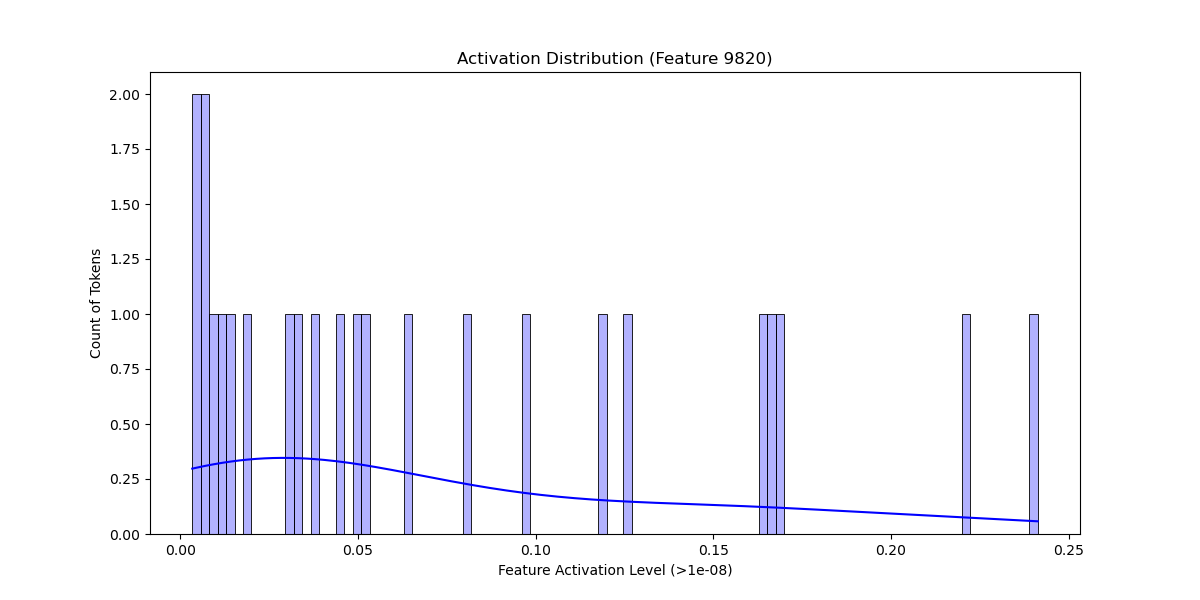 Activation Distribution (Feature 9820)
Count of Tokens
2.00
1.75
1.50
1.25
1.00
0.75
0.50
0.25
0.00
0.00 0.05 0.10 0.15 0.20 0.25
Feature Activation Level (>1e-08)